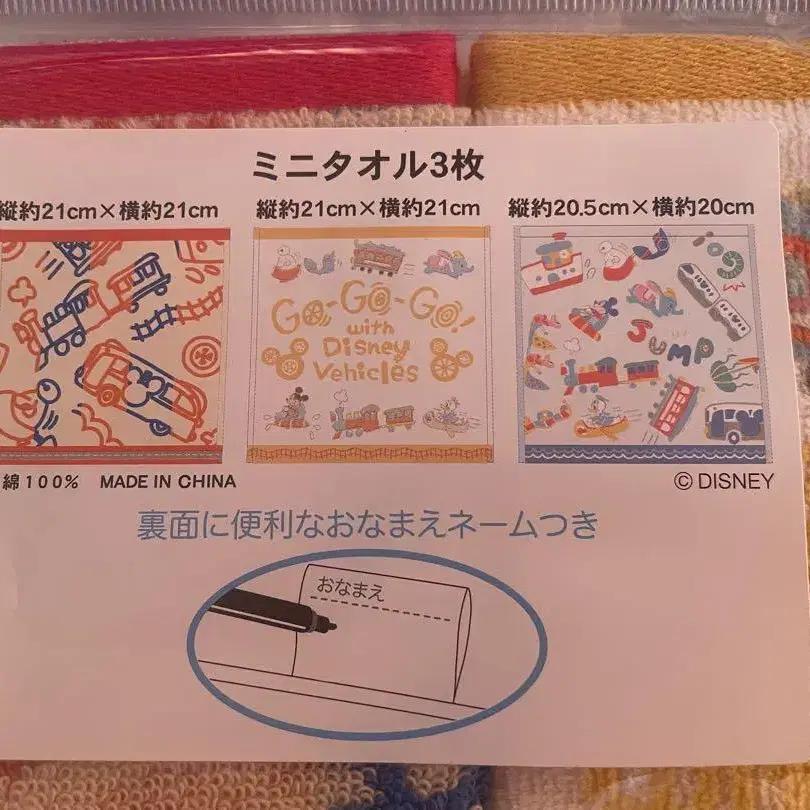 ミニタオル3枚
縦約21cm×横約21cm
縦約21cm×横約21cm
縦約20.5cm×横約20cm
GO-GO-GO!
with
Disney
Vehicles
GO!
JUMP
綿100% MADE IN CHINA
© DISNEY
裏面に便利なおなまえネームつき
おなまえ